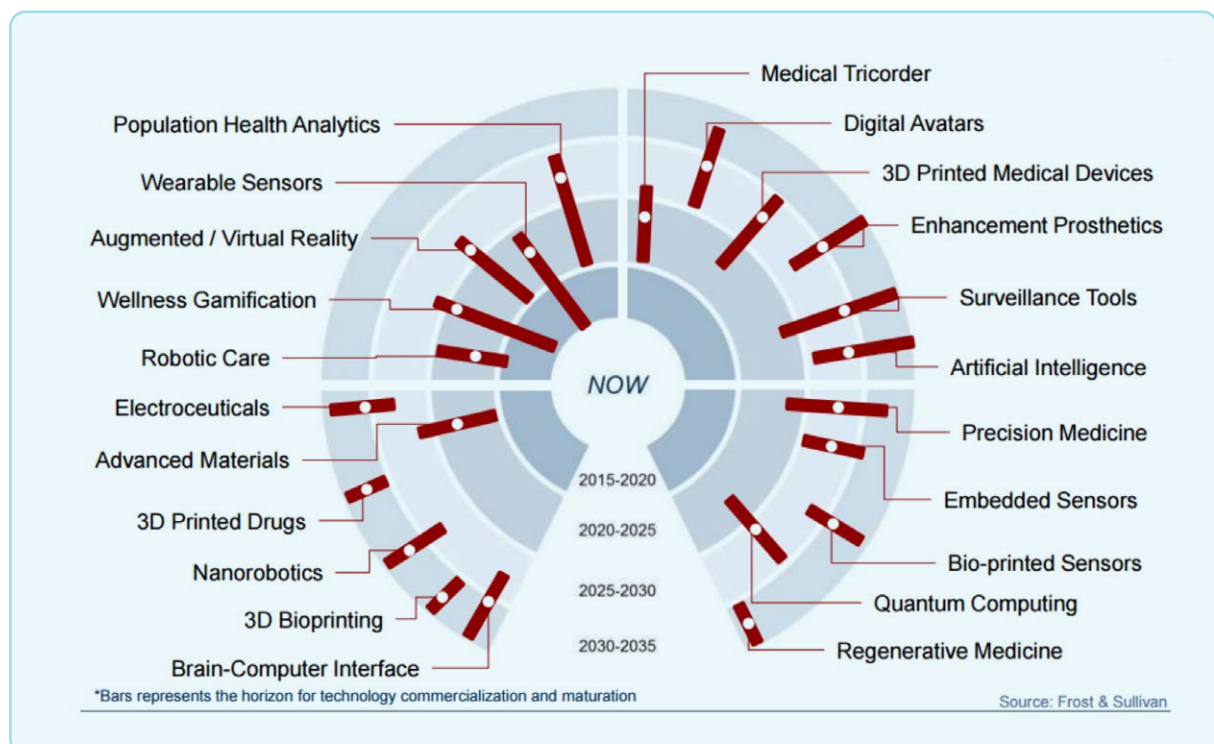 Medical Tricorder
Population Health Analytics
Digital Avatars
Wearable Sensors
3D Printed Medical Devices
Augmented / Virtual Reality
Enhancement Prosthetics
Wellness Gamification
Surveillance Tools
Robotic Care
Artificial Intelligence
NOW
Electroceuticals
Precision Medicine
Advanced Materials
2015-2020
Embedded Sensors
3D Printed Drugs
2020-2025
Bio-printed Sensors
Nanorobotics
2025-2030
Quantum Computing
3D Bioprinting
2030-2035
Regenerative Medicine
Brain-Computer Interface
*Bars represents the horizon for technology commercialization and maturation
Source: Frost & Sullivan